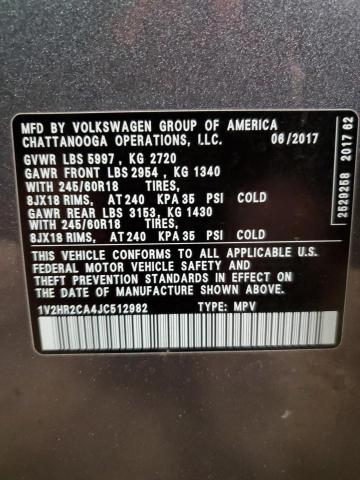 MFD BY VOLKSWAGEN GROUP OF AMERICA
CHATTANOOGA OPERATIONS, LLC. 06/2017
GVWR LBS 5997 , KG 2720
GAWR FRONT LBS 2954 , KG 1340
WITH 245/60R18 TIRES,
8JX18 RIMS, AT 240 KPA 35 PSI COLD
GAWR REAR LBS 3153, KG 1430
WITH 245/60R18 TIRES,
8JX18 RIMS, AT 240 KPA 35 PSI COLD
THIS VEHICLE CONFORMS TO ALL APPLICABLE U.S.
FEDERAL MOTOR VEHICLE SAFETY AND
THEFT PREVENTION STANDARDS IN EFFECT ON
THE DATE OF MANUFACTURE SHOWN ABOVE.
1V2HR2CA4JC512982 TYPE: MPV
2529258 2017 62